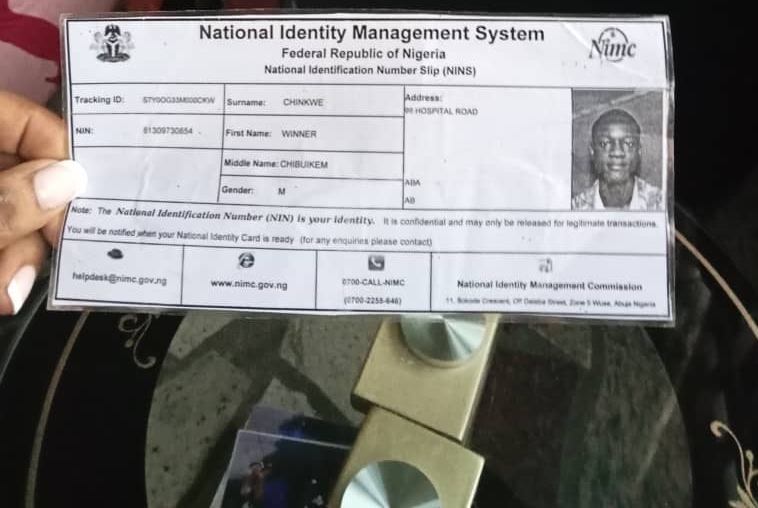 National Identity Management System
Federal Republic of Nigeria
National Identification Number Slip (NINS)
Nimc
Tracking ID:
Surname: CHINKWE
Address:
HOSPITAL ROAD
NIN:
First Name: WINNER
Middle Name: CHIBUIKEM
Gender: M
ABA
AB
Note: The National Identification Number (NIN) is your identity. It is confidential and may only be released for legitimate transactions.
You will be notified when your National Identity Card is ready (for any enquiries please contact)
helpdesk@nimc.gov.ng
www.nimc.gov.ng
0700-CALL-NIMC
(0700-2255-646)
National Identity Management Commission
11, Sokode Crescent, Off Dalaba Street, Zone 5 Wuse, Abuja Nigeria